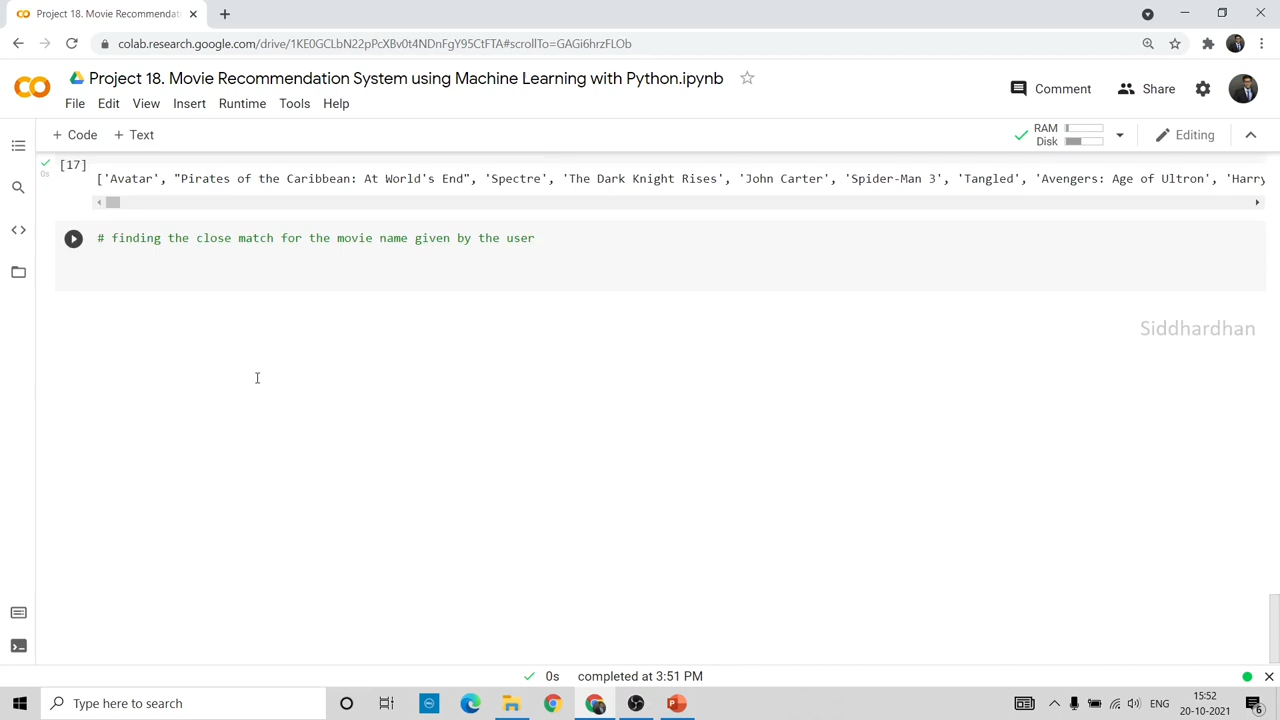 Project 18. Movie Recommendat
colab.research.google.com/drive/1KE0GCLbN22pPcXBv0t4NDnFgY95CtFTA#scrollTo=GAGi6hrzFLOb
Project 18. Movie Recommendation System using Machine Learning with Python.ipynb
Comment
Share
File Edit View Insert Runtime Tools Help
+ Code + Text
RAM
Disk
Editing
[17]
0s
['Avatar', "Pirates of the Caribbean: At World's End", 'Spectre', 'The Dark Knight Rises', 'John Carter', 'Spider-Man 3', 'Tangled', 'Avengers: Age of Ultron', 'Harry
# finding the close match for the movie name given by the user
Siddhardhan
0s completed at 3:51 PM
Type here to search
ENG
15:52
20-10-2021
6